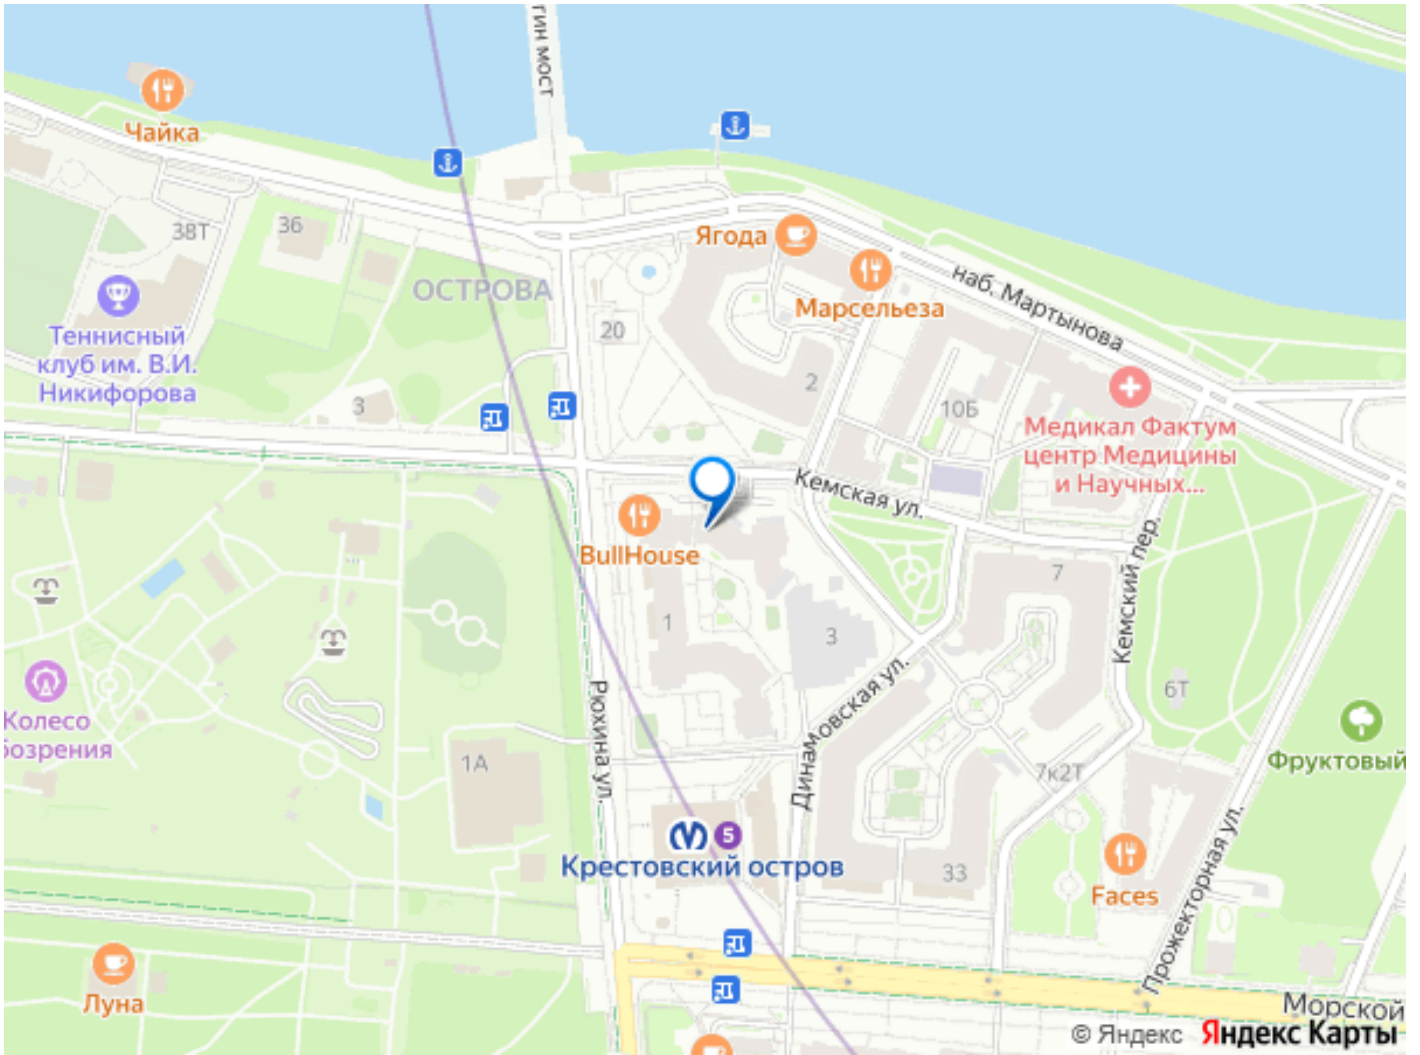 гин мост
Чайка
38Т
36
ОСТРОВА
Ягода
наб. Мартынова
Марсельеза
Теннисный
клуб им. В.И.
Никифорова
20
3
2
10Б
Медикал Фактум
центр Медицины
и Научных...
Кемская ул.
BullHouse
Кемский пер.
7
1
3
6Т
Колесо
бозрения
Рюхина ул.
Динамовская ул.
1А
7к2Т
Фруктовый
5
Крестовский остров
33
Faces
Прожекторная ул.
Луна
Морской
© Яндекс Яндекс Карты